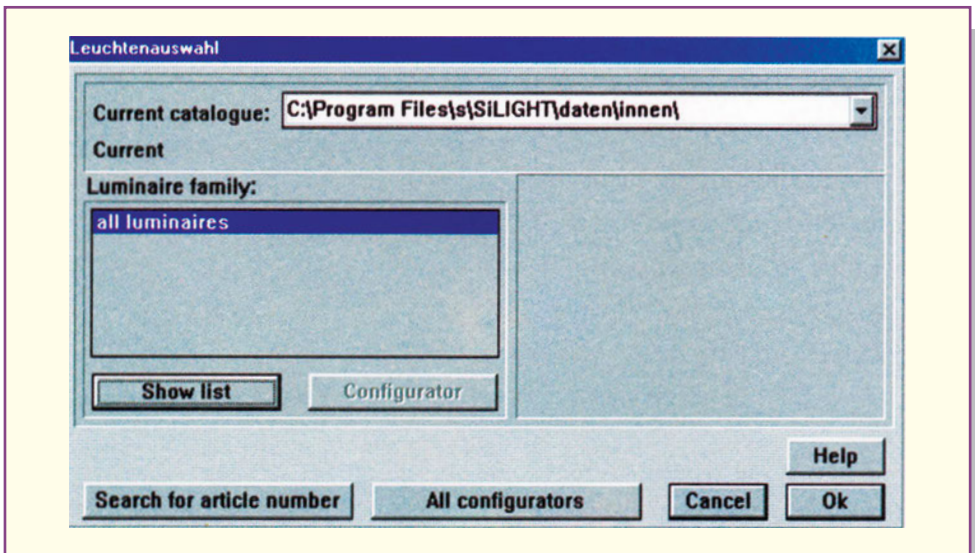 Leuchtenauswahl
Current catalogue: C:\Program Files\s\SiLIGHT\daten\innen\
Current
Luminaire family:
all luminaires
Show list Configurator
Help
Search for article number All configurators Cancel Ok